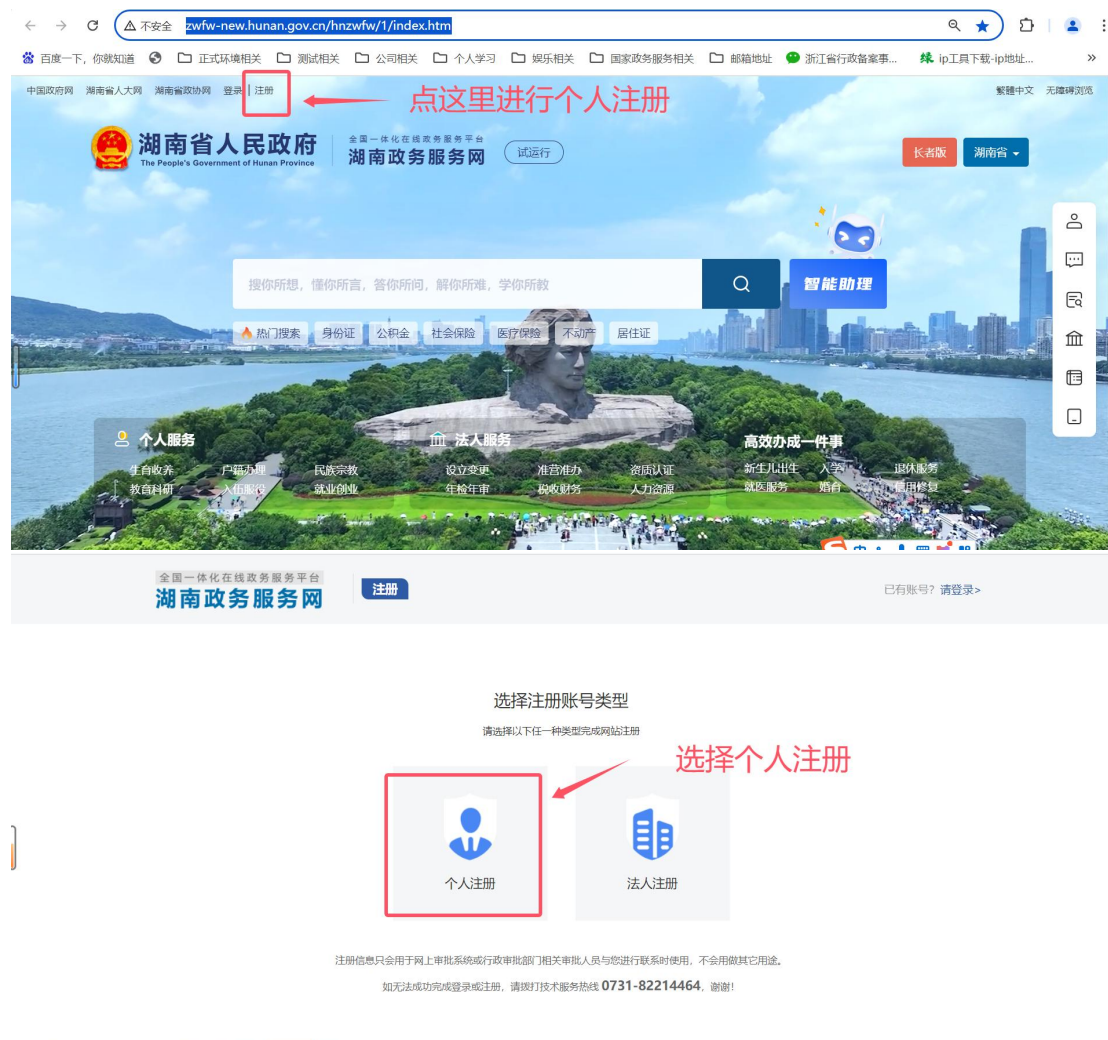 不安全 zwfw-new.hunan.gov.cn/hnzwfw/1/index.htm
百度一下，你就知道 正式环境相关 测试相关 公司相关 个人学习 娱乐相关 国家政务服务相关 邮箱地址 浙江省行政备案事... 绿. ip工具下载-ip地址... »
中国政府网 湖南省人大网 湖南省政协网 登录 | 注册 点这里进行个人注册 繁體中文 无障碍浏览
湖南省人民政府 全国一体化在线政务服务平台
The People's Government of Hunan Province 湖南政务服务网 试运行 长者版 湖南省
搜你所想，懂你所言，答你所问，解你所难，学你所教 智能助理
热门搜索 身份证 公积金 社会保险 医疗保险 不动产 居住证
个人服务 法人服务 高效办成一件事
生育收养 户籍办理 民族宗教 设立变更 准营准办 资质认证 新生儿出生 入学 退休服务
教育科研 入伍服役 就业创业 年检年审 税收财务 人力资源 就医服务 婚育 信用修复
中
全国一体化在线政务服务平台
湖南政务服务网 注册 已有账号？请登录>
选择注册账号类型
请选择以下任一种类型完成网站注册
选择个人注册
个人注册 法人注册
注册信息只会用于网上审批系统或行政审批部门相关审批人员与您进行联系时使用，不会用做其它用途。
如无法成功完成登录或注册，请拨打技术服务热线 0731-82214464，谢谢！